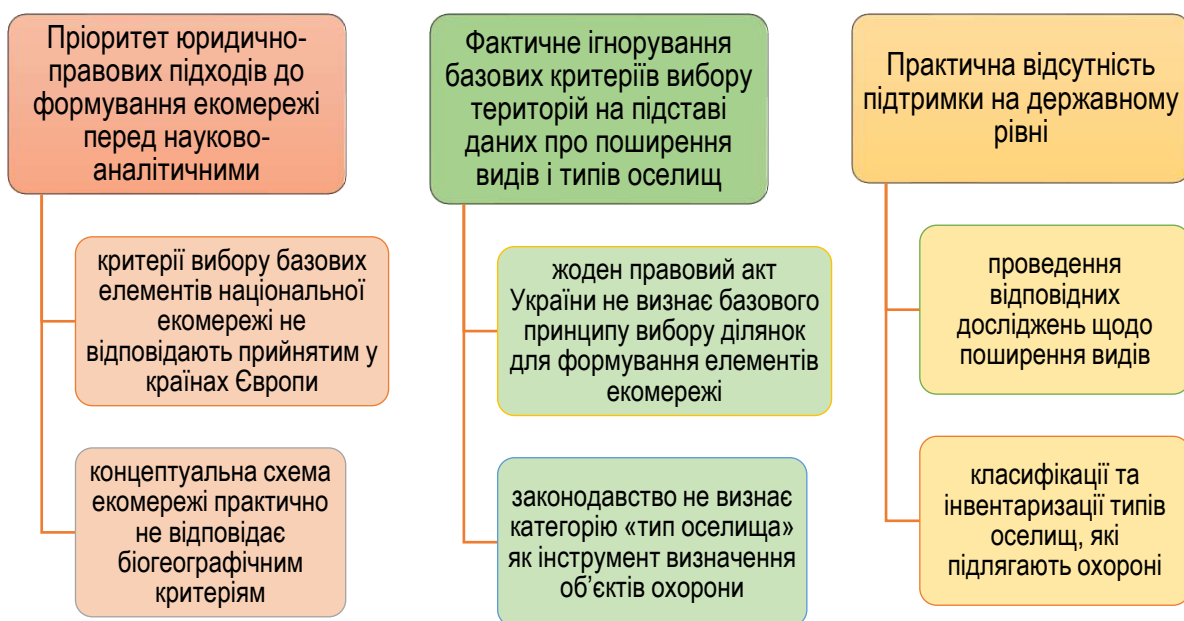 Пріоритет юридично-
правових підходів до
формування екомережі
перед науково-
аналітичними
критерії вибору базових
елементів національної
екомережі не
відповідають прийнятим у
країнах Європи
концептуальна схема
екомережі практично
не відповідає
біогеографічним
критеріям
Фактичне ігнорування
базових критеріїв вибору
територій на підставі
даних про поширення
видів і типів оселищ
жоден правовий акт
України не визнає базового
принципу вибору ділянок
для формування елементів
екомережі
законодавство не визнає
категорію «тип оселища»
як інструмент визначення
об’єктів охорони
Практична відсутність
підтримки на державному
рівні
проведення
відповідних
досліджень щодо
поширення видів
класифікації та
інвентаризації типів
оселищ, які
підлягають охороні